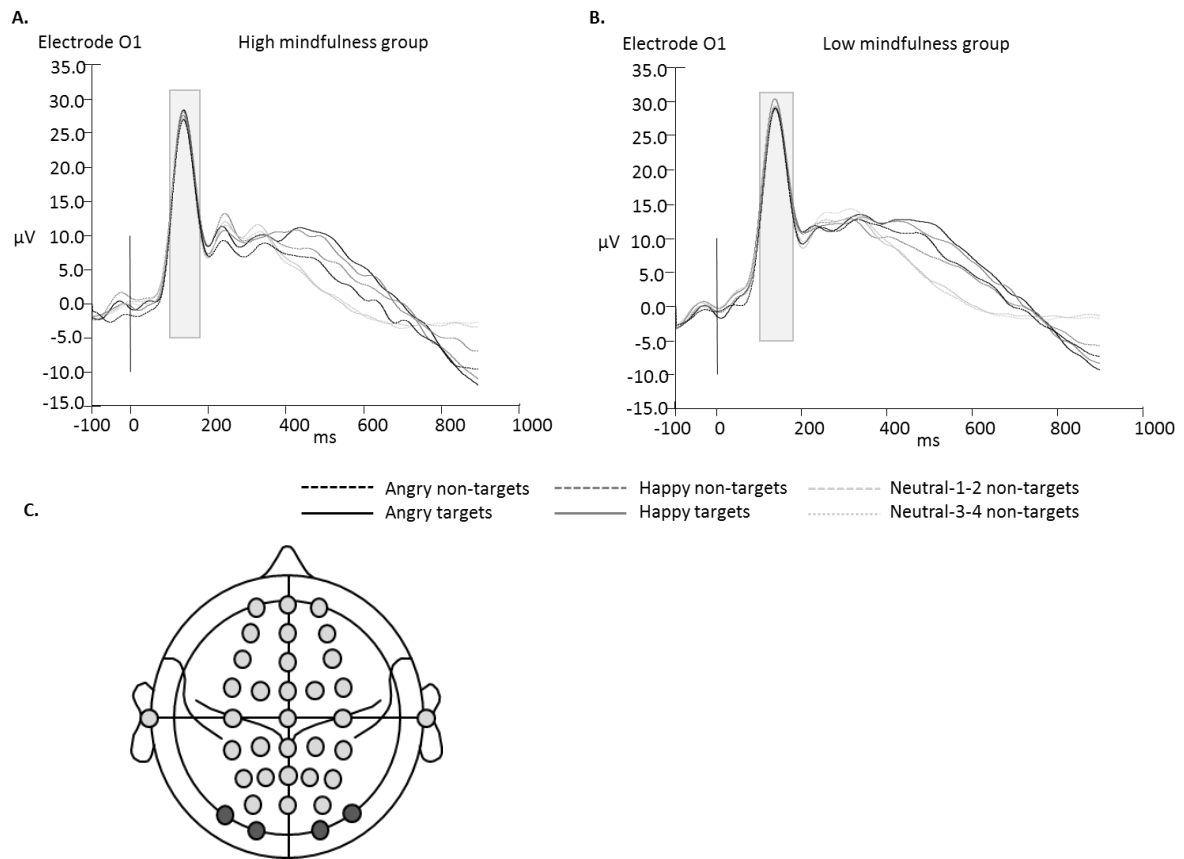 A.
Electrode O1 High mindfulness group
35.0
30.0
25.0
20.0
15.0
10.0
µV
5.0
0.0
-5.0
-10.0
-15.0
-100 0 200 400 600 800 1000
ms
B.
Electrode O1 Low mindfulness group
35.0
30.0
25.0
20.0
15.0
10.0
µV
5.0
0.0
-5.0
-10.0
-15.0
-100 0 200 400 600 800 1000
ms
Angry non-targets Happy non-targets Neutral-1-2 non-targets
Angry targets Happy targets Neutral-3-4 non-targets
C.